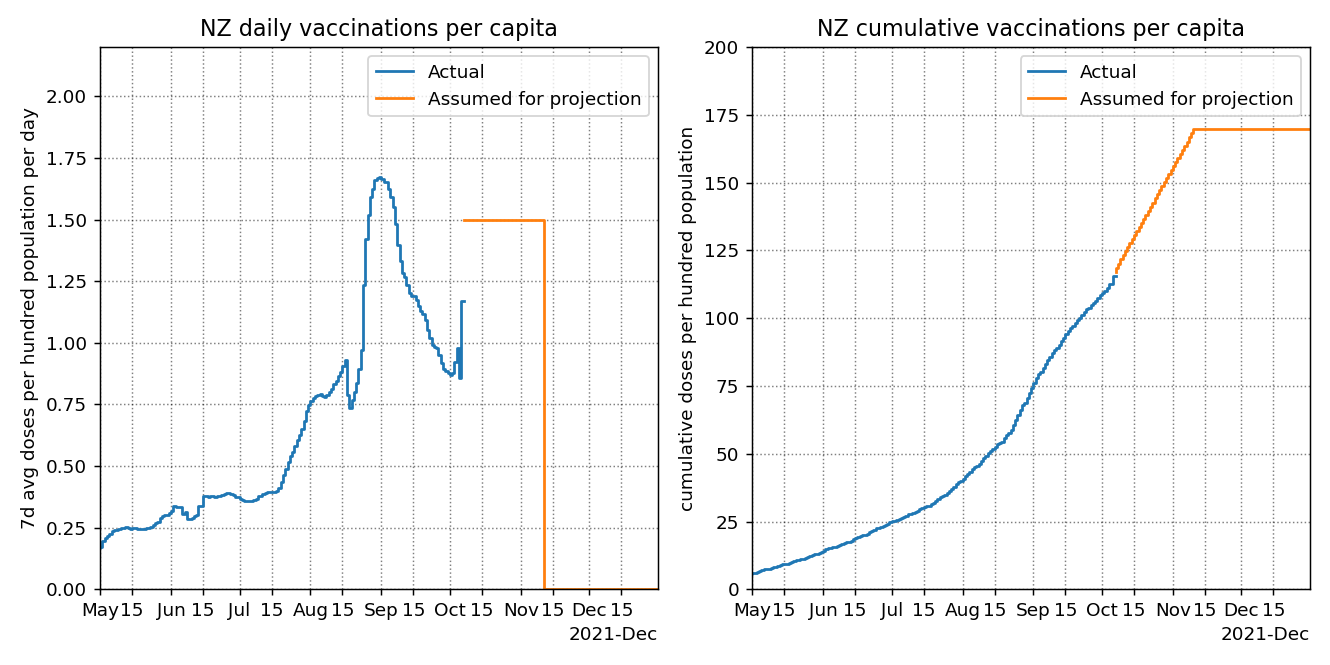 NZ daily vaccinations per capita
7d avg doses per hundred population per day
2.00
1.75
1.50
1.25
1.00
0.75
0.50
0.25
0.00
Actual
Assumed for projection
May 15 Jun 15 Jul 15 Aug 15 Sep 15 Oct 15 Nov 15 Dec 15
2021-Dec
NZ cumulative vaccinations per capita
cumulative doses per hundred population
200
175
150
125
100
75
50
25
0
Actual
Assumed for projection
May 15 Jun 15 Jul 15 Aug 15 Sep 15 Oct 15 Nov 15 Dec 15
2021-Dec